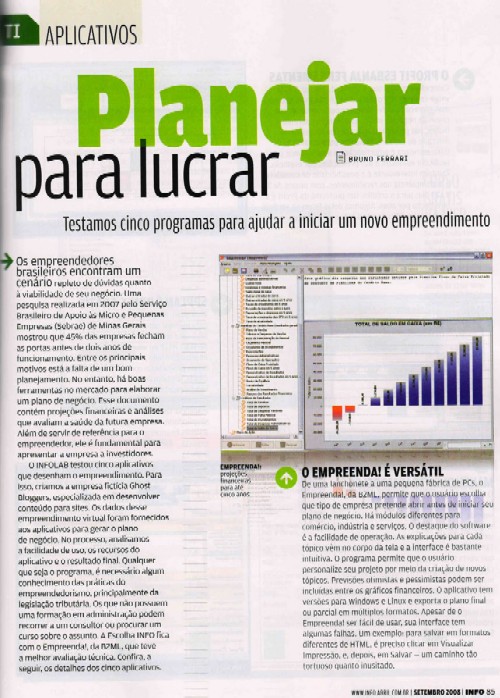 TI APLICATIVOS
Planejar
para lucrar
BRUNO FERRARI
Testamos cinco programas para ajudar a iniciar um novo empreendimento
Os empreendedores
brasileiros encontram um
cenário repleto de dúvidas quanto
à viabilidade de seu negócio. Uma
pesquisa realizada em 2007 pelo Serviço
Brasileiro de Apoio às Micro e Pequenas
Empresas (Sebrae) de Minas Gerais
mostrou que 45% das empresas fecham
as portas antes de dois anos de
funcionamento. Entre os principais
motivos está a falta de um bom
planejamento. No entanto, há boas
ferramentas no mercado para elaborar
um plano de negócio. Esse documento
contém projeções financeiras e análises
que avaliam a saúde da futura empresa.
Além de servir de referência para o
empreendedor, ele é fundamental para
apresentar a empresa a investidores.
O INFOLAB testou cinco aplicativos
que desenham o empreendimento. Para
isso, criamos a empresa fictícia Ghost
Bloggers, especializada em desenvolver
conteúdo para sites. Os dados desse
empreendimento virtual foram fornecidos
aos aplicativos para gerar o plano
de negócio. No processo, analisamos
a facilidade de uso, os recursos do
aplicativo e o resultado final. Qualquer
que seja o programa, é necessário algum
conhecimento das práticas do
empreendedorismo, principalmente da
legislação tributária. Os que não possuem
uma formação em administração podem
recorrer a um consultor ou procurar um
curso sobre o assunto. A Escolha INFO fica
com o Empreenda!, da B2ML, que teve
a melhor avaliação técnica. Confira, a
seguir, os detalhes dos cinco aplicativos.
TOTAL DE SALDO EM CAIXA (em R$)
EMPREENDA!:
projeções
financeiras
para até
cinco anos
O EMPREENDA! É VERSÁTIL
De uma lanchonete a uma pequena fábrica de PCs, o
Empreenda!, da B2ML, permite que o usuário escolha
que tipo de empresa pretende abrir antes de iniciar seu
plano de negócio. Há módulos diferentes para
comércio, indústria e serviços. O destaque do software
é a facilidade de operação. As explicações para cada
tópico vêm no corpo da tela e a interface é bastante
intuitiva. O programa permite que o usuário
personalize seu projeto por meio da criação de novos
tópicos. Previsões otimistas e pessimistas podem ser
incluídas entre os gráficos financeiros. O aplicativo tem
versões para Windows e Linux e exporta o plano final
ou parcial em múltiplos formatos. Apesar de o
Empreenda! ser fácil de usar, sua interface tem
algumas falhas. Um exemplo: para salvar em formatos
diferentes de HTML, é preciso clicar em Visualizar
Impressão, e, depois, em Salvar — um caminho tão
tortuoso quanto inusitado.
WWW.INFO.ABRIL.COM.BR | SETEMBRO 2008 | INFO 85